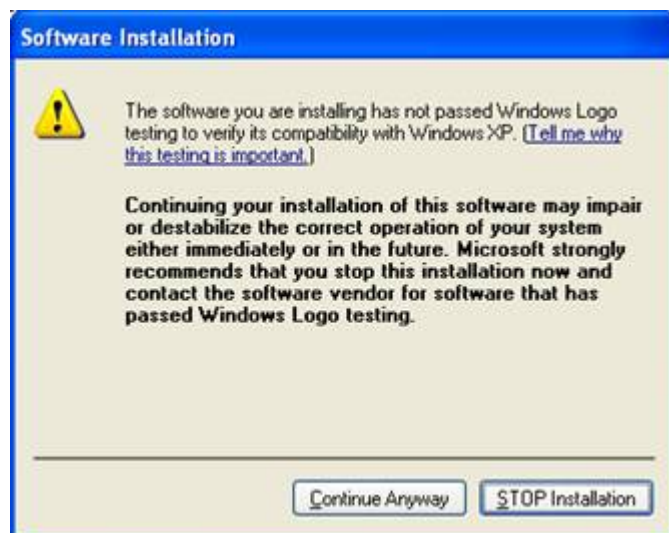 Software Installation
The software you are installing has not passed Windows Logo
testing to verify its compatibility with Windows XP. (Tell me why
this testing is important.)
Continuing your installation of this software may impair
or destabilize the correct operation of your system
either immediately or in the future. Microsoft strongly
recommends that you stop this installation now and
contact the software vendor for software that has
passed Windows Logo testing.
Continue Anyway
STOP Installation